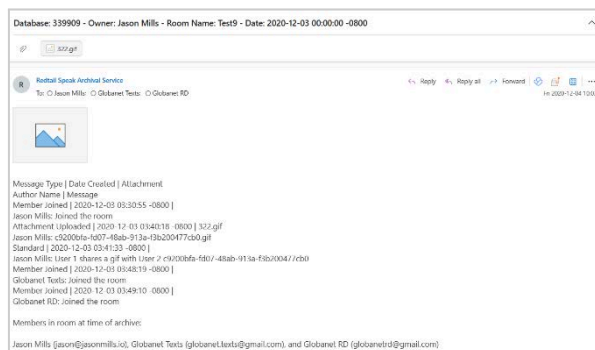 Database: 339909 - Owner: Jason Mills - Room Name: Test9 - Date: 2020-12-03 00:00:00 -0800
322.gif
R
Redtail Speak Archival Service
Reply Reply all Forward
To: Jason Mills Globanet Texts Globanet RD
Fri 2020-12-04 10:0
Message Type | Date Created | Attachment
Author Name | Message
Member Joined | 2020-12-03 03:30:55 -0800 |
Jason Mills: Joined the room
Attachment Uploaded | 2020-12-03 03:40:18 -0800 | 322.gif
Jason Mills: c9200bfa-fd07-48ab-913a-f3b200477cb0.gif
Standard | 2020-12-03 03:41:33 -0800 |
Jason Mills: User 1 shares a gif with User 2 c9200bfa-fd07-48ab-913a-f3b200477cb0
Member Joined | 2020-12-03 03:48:19 -0800 |
Globanet Texts: Joined the room
Member Joined | 2020-12-03 03:49:10 -0800 |
Globanet RD: Joined the room
Members in room at time of archive:
Jason Mills (jason@jasonmills.io), Globanet Texts (globanet.texts@gmail.com), and Globanet RD (globanetrd@gmail.com)